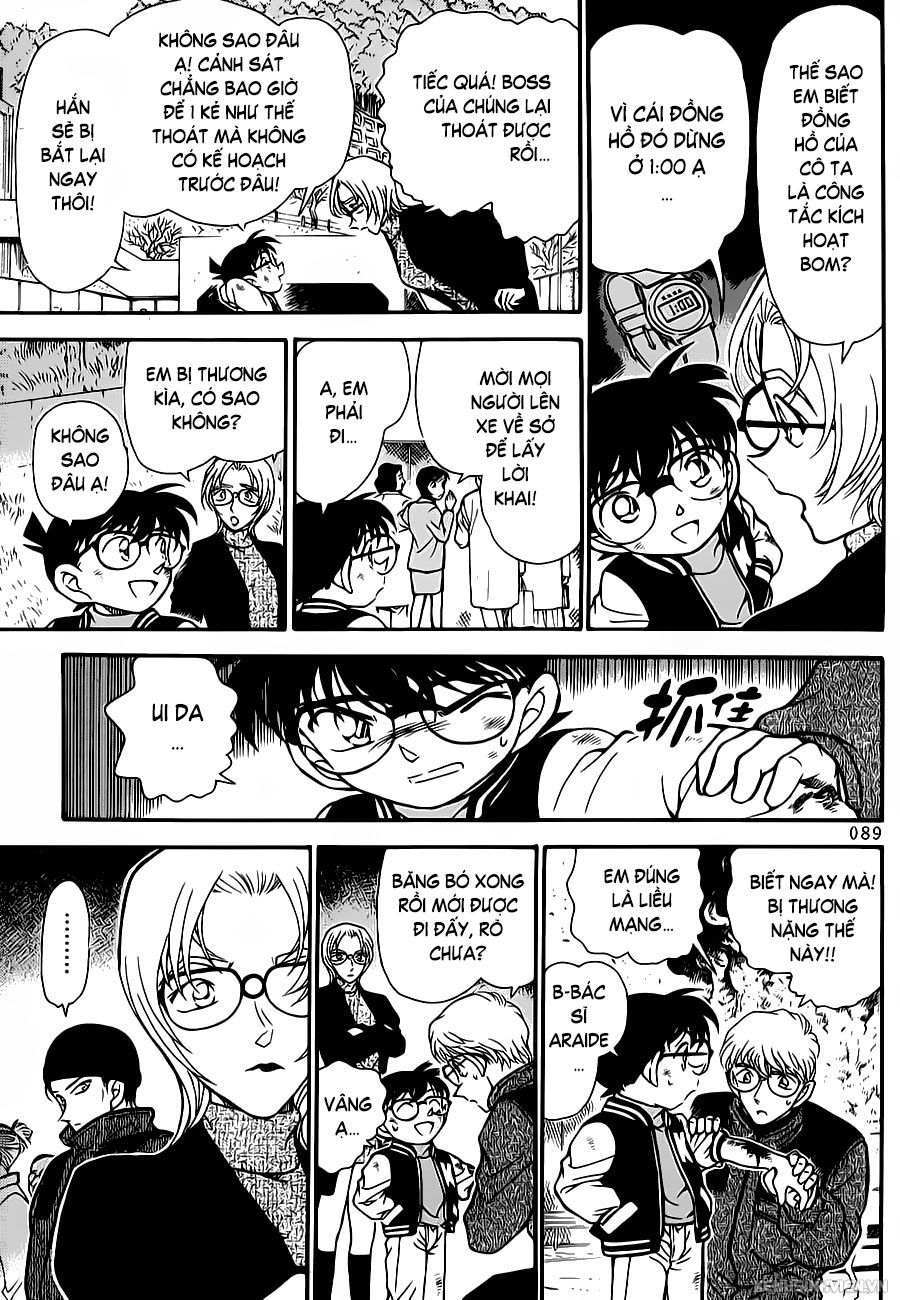 THẾ SAO
EM BIẾT
ĐỒNG
HỒ CỦA
CÔ TA
LÀ CÔNG
TẮC KÍCH
HOẠT
BOM?
VÌ CÁI ĐỒNG
HỒ ĐÓ DỪNG
Ở 1:00 Ạ
...
1:00
TIẾC QUÁ! BOSS
CỦA CHÚNG LẠI
THOÁT ĐƯỢC
RỒI...
KHÔNG SAO ĐÂU
Ạ! CẢNH SÁT
CHẲNG BAO GIỜ
ĐỂ 1 KẺ NHƯ THẾ
THOÁT MÀ KHÔNG
CÓ KẾ HOẠCH
TRƯỚC ĐÂU!
HẮN
SẼ BỊ
BẮT LẠI
NGAY
THÔI!
MỜI MỌI
NGƯỜI LÊN
XE VỀ SỞ
ĐỂ LẤY
LỜI
KHAI!
A, EM
PHẢI
ĐI...
EM BỊ THƯƠNG
KÌA, CÓ SAO
KHÔNG?
KHÔNG
SAO
ĐÂU Ạ!
抓住
UI DA
...
089
BIẾT NGAY MÀ!
BỊ THƯƠNG
NẶNG THẾ
NÀY!!
EM ĐÚNG
LÀ LIỀU
MẠNG...
B-BÁC
SĨ
ARAIDE
...
BĂNG BÓ XONG
RỒI MỚI ĐƯỢC
ĐI ĐẤY, RÕ
CHƯA?
VÂNG
Ạ...
........